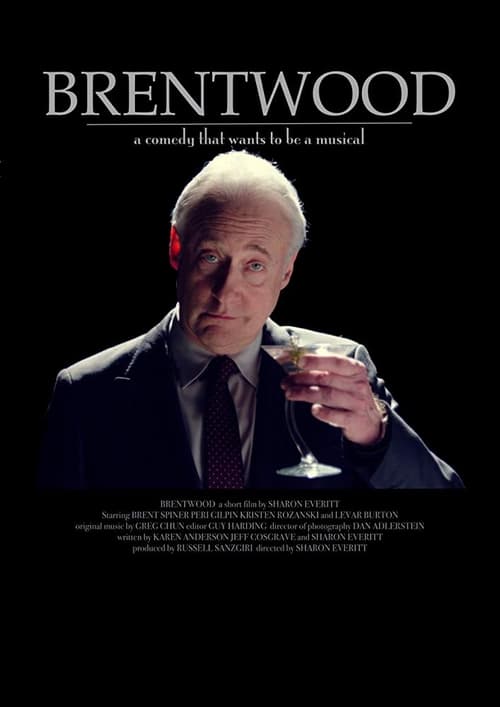 BRENTWOOD
a comedy that wants to be a musical
BRENTWOOD a short film by SHARON EVERITT
Starring BRENT SPINER PERI GILPIN KRISTEN ROZANSKI and LEVAR BURTON
original music by GREG CHUN editor GUY HARDING director of photography DAN ADLERSTEIN
written by KAREN ANDERSON JEFF COSGRAVE and SHARON EVERITT
produced by RUSSELL SANZGIRI directed by SHARON EVERITT